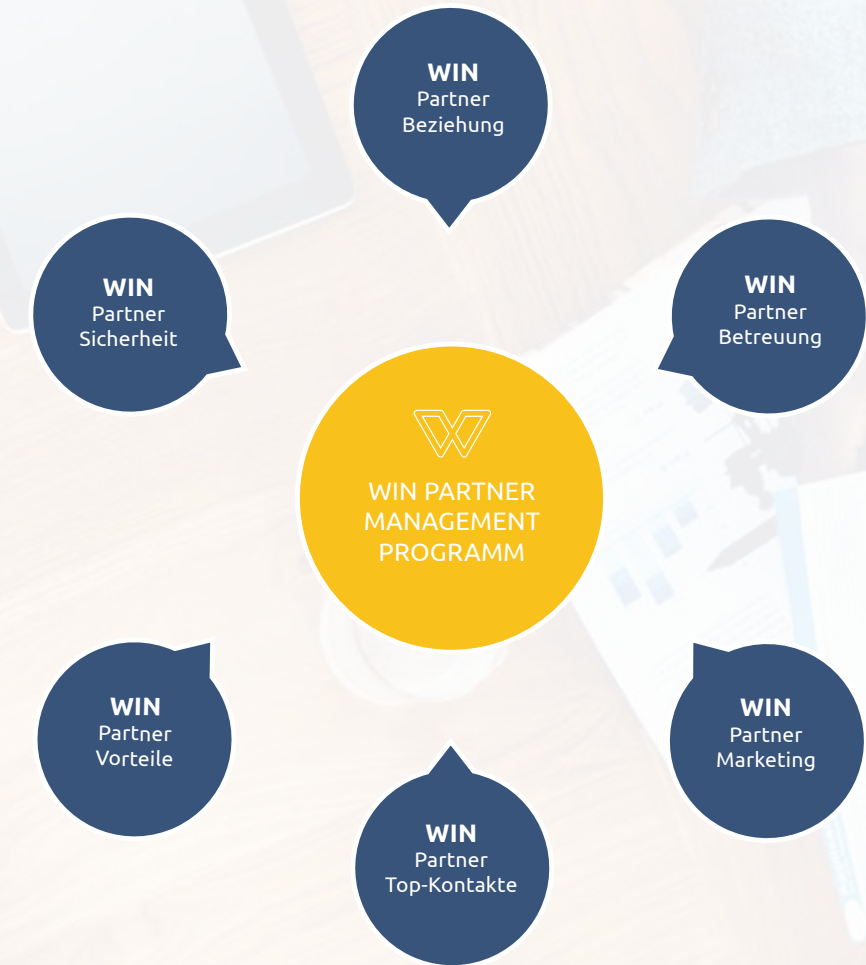 WIN
Partner
Beziehung
WIN
Partner
Sicherheit
WIN
Partner
Betreuung
WIN PARTNER
MANAGEMENT
PROGRAMM
WIN
Partner
Vorteile
WIN
Partner
Marketing
WIN
Partner
Top-Kontakte